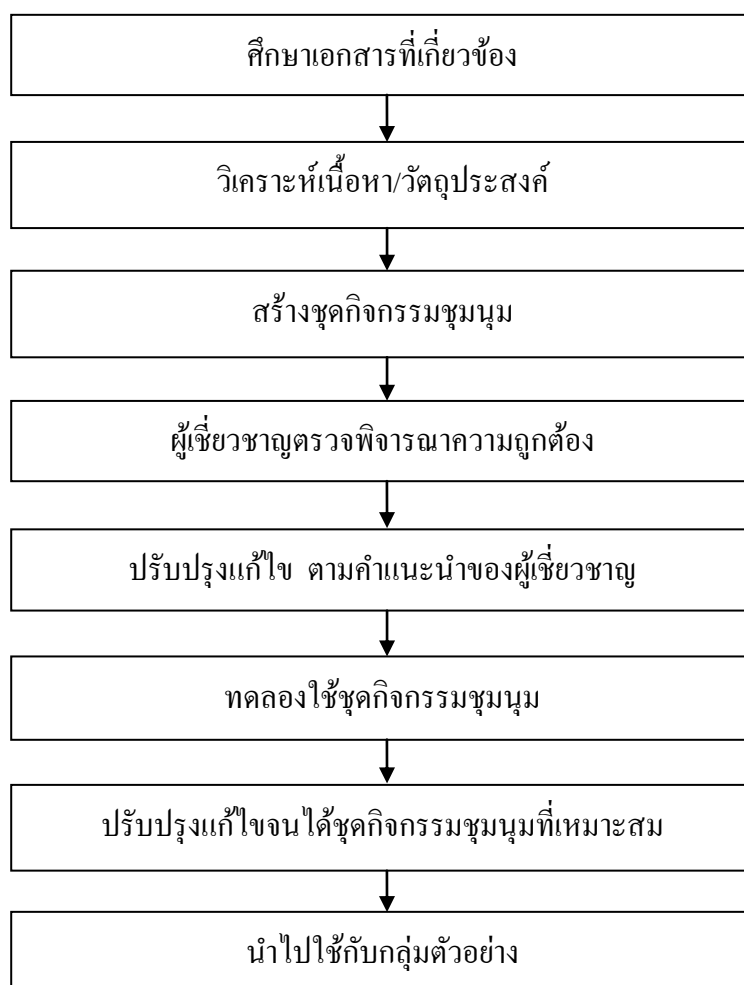 ศึกษาเอกสารที่เกี่ยวข้อง
วิเคราะห์เนื้อหา/วัตถุประสงค์
สร้างชุดกิจกรรมชุมนุม
ผู้เชี่ยวชาญตรวจพิจารณาความถูกต้อง
ปรับปรุงแก้ไข ตามคำแนะนำของผู้เชี่ยวชาญ
ทดลองใช้ชุดกิจกรรมชุมนุม
ปรับปรุงแก้ไขจนได้ชุดกิจกรรมชุมนุมที่เหมาะสม
นำไปใช้กับกลุ่มตัวอย่าง